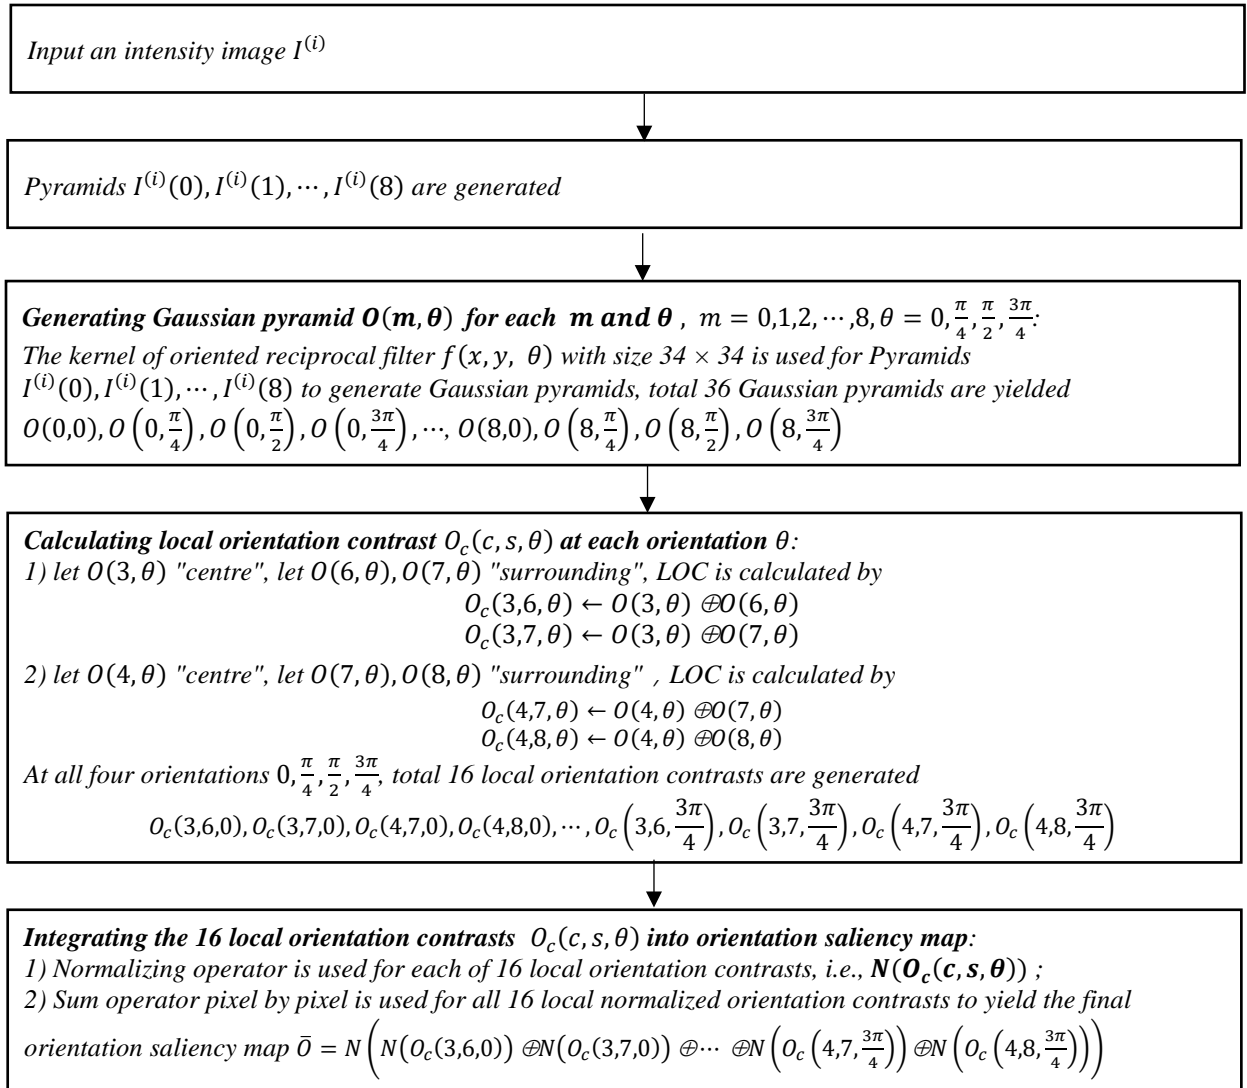 Input an intensity image I^(i)
Pyramids I^(i)(0), I^(i)(1), ⋯, I^(i)(8) are generated
Generating Gaussian pyramid O(m, θ) for each m and θ , m = 0,1,2, ⋯, 8, θ = 0, π/4, π/2, 3π/4:
The kernel of oriented reciprocal filter f(x, y, θ) with size 34 × 34 is used for Pyramids
I^(i)(0), I^(i)(1), ⋯, I^(i)(8) to generate Gaussian pyramids, total 36 Gaussian pyramids are yielded
O(0,0), O(0, π/4), O(0, π/2), O(0, 3π/4), ⋯, O(8,0), O(8, π/4), O(8, π/2), O(8, 3π/4)
Calculating local orientation contrast O_c(c, s, θ) at each orientation θ:
1) let O(3, θ) "centre", let O(6, θ), O(7, θ) "surrounding", LOC is calculated by
O_c(3,6, θ) ← O(3, θ) ⊕O(6, θ)
O_c(3,7, θ) ← O(3, θ) ⊕O(7, θ)
2) let O(4, θ) "centre", let O(7, θ), O(8, θ) "surrounding" , LOC is calculated by
O_c(4,7, θ) ← O(4, θ) ⊕O(7, θ)
O_c(4,8, θ) ← O(4, θ) ⊕O(8, θ)
At all four orientations 0, π/4, π/2, 3π/4, total 16 local orientation contrasts are generated
O_c(3,6,0), O_c(3,7,0), O_c(4,7,0), O_c(4,8,0), ⋯, O_c(3,6, 3π/4), O_c(3,7, 3π/4), O_c(4,7, 3π/4), O_c(4,8, 3π/4)
Integrating the 16 local orientation contrasts O_c(c, s, θ) into orientation saliency map:
1) Normalizing operator is used for each of 16 local orientation contrasts, i.e., N(O_c(c, s, θ)) ;
2) Sum operator pixel by pixel is used for all 16 local normalized orientation contrasts to yield the final
orientation saliency map Ō = N(N(O_c(3,6,0)) ⊕N(O_c(3,7,0)) ⊕⋯ ⊕N(O_c(4,7, 3π/4)) ⊕N(O_c(4,8, 3π/4)))